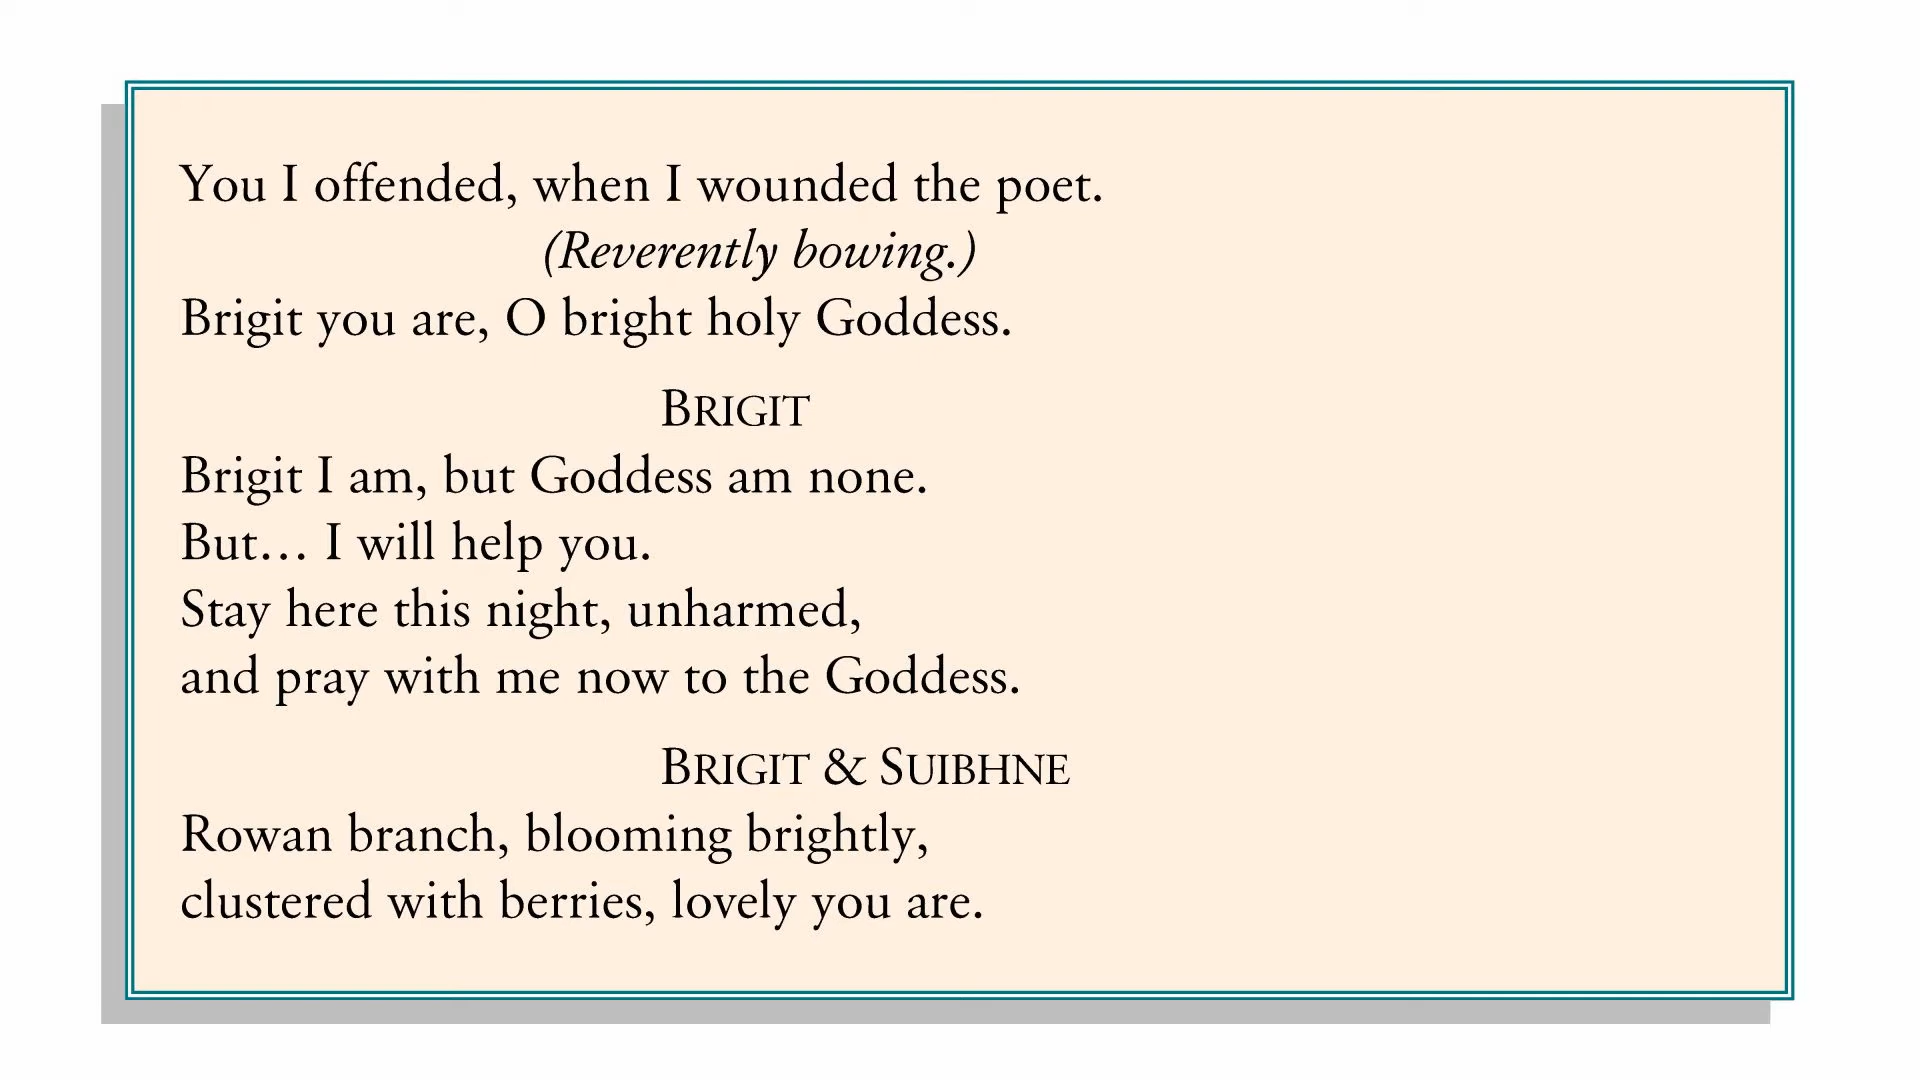 You I offended, when I wounded the poet.
(Reverently bowing.)
Brigit you are, O bright holy Goddess.
BRIGIT
Brigit I am, but Goddess am none.
But… I will help you.
Stay here this night, unharmed,
and pray with me now to the Goddess.
BRIGIT & SUIBHNE
Rowan branch, blooming brightly,
clustered with berries, lovely you are.